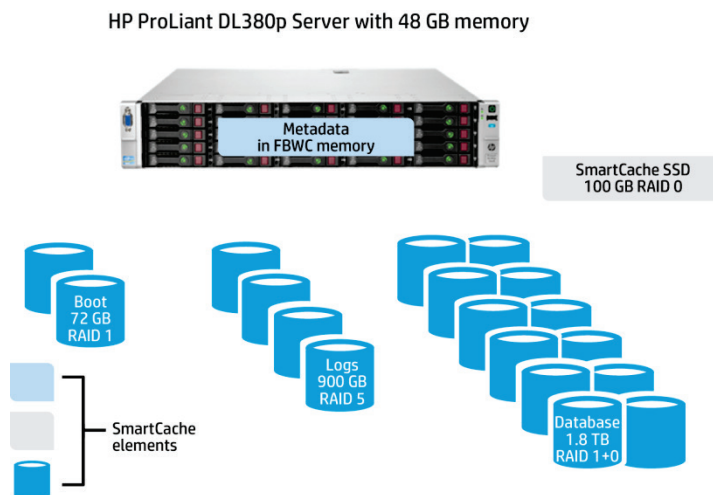 HP ProLiant DL380p Server with 48 GB memory
Metadata
in FBWC memory
SmartCache SSD
100 GB RAID 0
Boot
72 GB
RAID 1
Logs
900 GB
RAID 5
Database
1.8 TB
RAID 1+0
SmartCache
elements